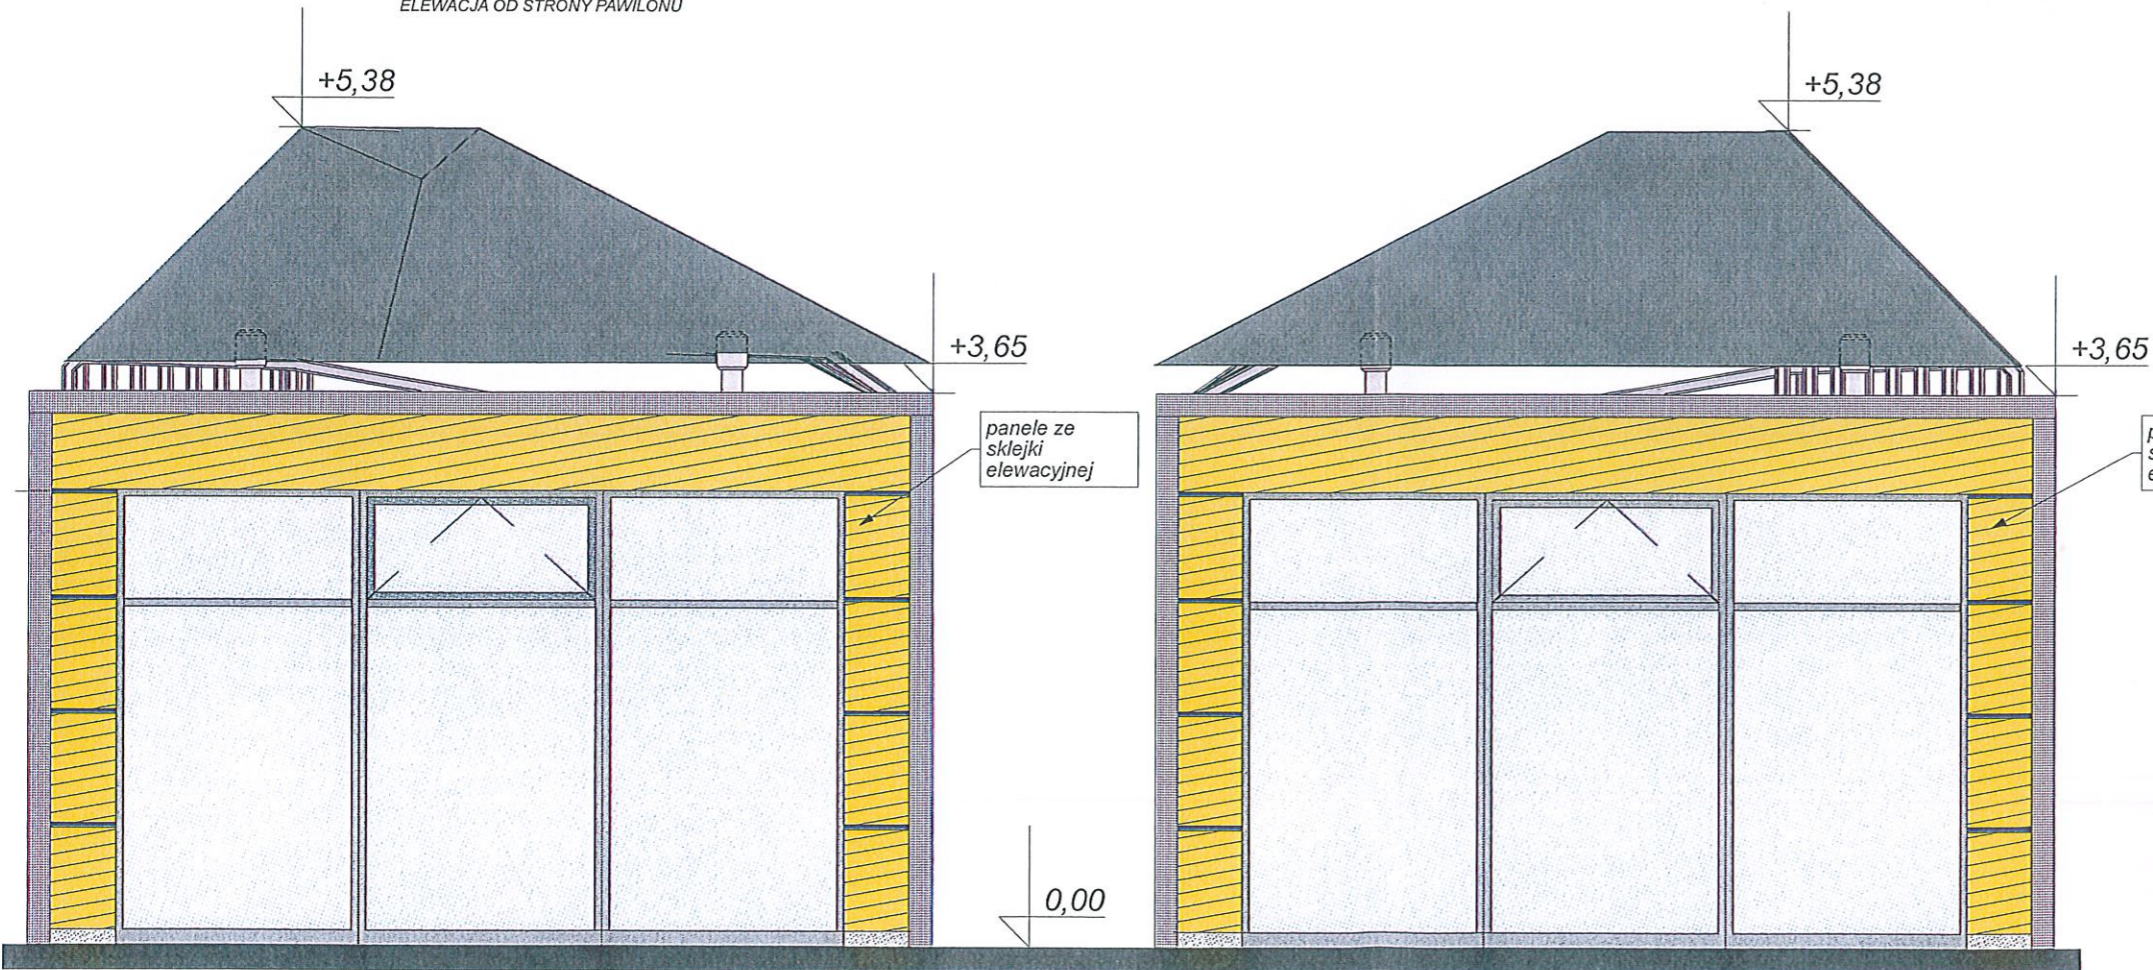 ELEWACJA OD STRONY PAWILONU
+5,38
+5,38
+3,65
+3,65
panele ze
sklejki
elewacyjnej
p
s
e
0,00